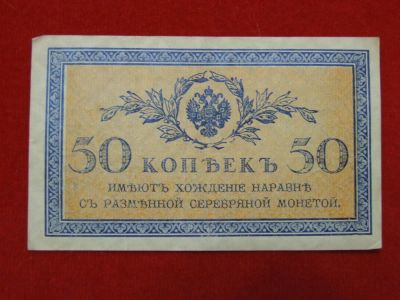 50 КОПѢЕКЪ 50
ИМѢЮТЪ ХОЖДЕНІЕ НАРАВНѢ
СЪ РАЗМѢННОЙ СЕРЕБРЯНОЙ МОНЕТОЙ.